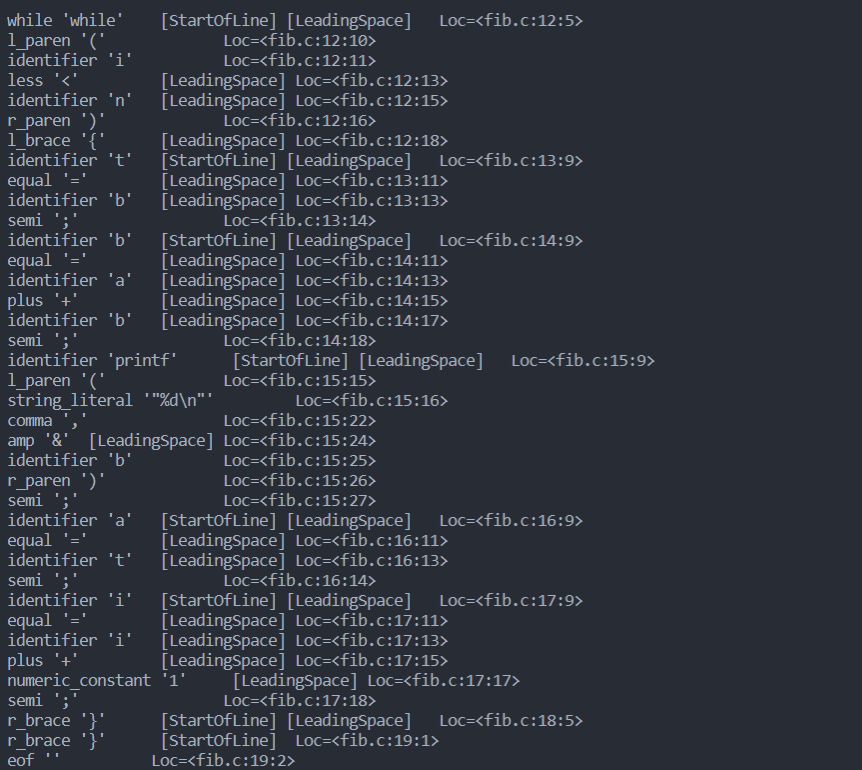 while 'while'	 [StartOfLine] [LeadingSpace]	Loc=<fib.c:12:5>
l_paren '('		Loc=<fib.c:12:10>
identifier 'i'		Loc=<fib.c:12:11>
less '<'	 [LeadingSpace]	Loc=<fib.c:12:13>
identifier 'n'	 [LeadingSpace]	Loc=<fib.c:12:15>
r_paren ')'		Loc=<fib.c:12:16>
l_brace '{'	 [LeadingSpace]	Loc=<fib.c:12:18>
identifier 't'	 [StartOfLine] [LeadingSpace]	Loc=<fib.c:13:9>
equal '='	 [LeadingSpace]	Loc=<fib.c:13:11>
identifier 'b'	 [LeadingSpace]	Loc=<fib.c:13:13>
semi ';'		Loc=<fib.c:13:14>
identifier 'b'	 [StartOfLine] [LeadingSpace]	Loc=<fib.c:14:9>
equal '='	 [LeadingSpace]	Loc=<fib.c:14:11>
identifier 'a'	 [LeadingSpace]	Loc=<fib.c:14:13>
plus '+'	 [LeadingSpace]	Loc=<fib.c:14:15>
identifier 'b'	 [LeadingSpace]	Loc=<fib.c:14:17>
semi ';'		Loc=<fib.c:14:18>
identifier 'printf'	 [StartOfLine] [LeadingSpace]	Loc=<fib.c:15:9>
l_paren '('		Loc=<fib.c:15:15>
string_literal '"%d\n"'		Loc=<fib.c:15:16>
comma ','		Loc=<fib.c:15:22>
amp '&'	 [LeadingSpace]	Loc=<fib.c:15:24>
identifier 'b'		Loc=<fib.c:15:25>
r_paren ')'		Loc=<fib.c:15:26>
semi ';'		Loc=<fib.c:15:27>
identifier 'a'	 [StartOfLine] [LeadingSpace]	Loc=<fib.c:16:9>
equal '='	 [LeadingSpace]	Loc=<fib.c:16:11>
identifier 't'	 [LeadingSpace]	Loc=<fib.c:16:13>
semi ';'		Loc=<fib.c:16:14>
identifier 'i'	 [StartOfLine] [LeadingSpace]	Loc=<fib.c:17:9>
equal '='	 [LeadingSpace]	Loc=<fib.c:17:11>
identifier 'i'	 [LeadingSpace]	Loc=<fib.c:17:13>
plus '+'	 [LeadingSpace]	Loc=<fib.c:17:15>
numeric_constant '1'	 [LeadingSpace]	Loc=<fib.c:17:17>
semi ';'		Loc=<fib.c:17:18>
r_brace '}'	 [StartOfLine] [LeadingSpace]	Loc=<fib.c:18:5>
r_brace '}'	 [StartOfLine]	Loc=<fib.c:19:1>
eof ''		Loc=<fib.c:19:2>